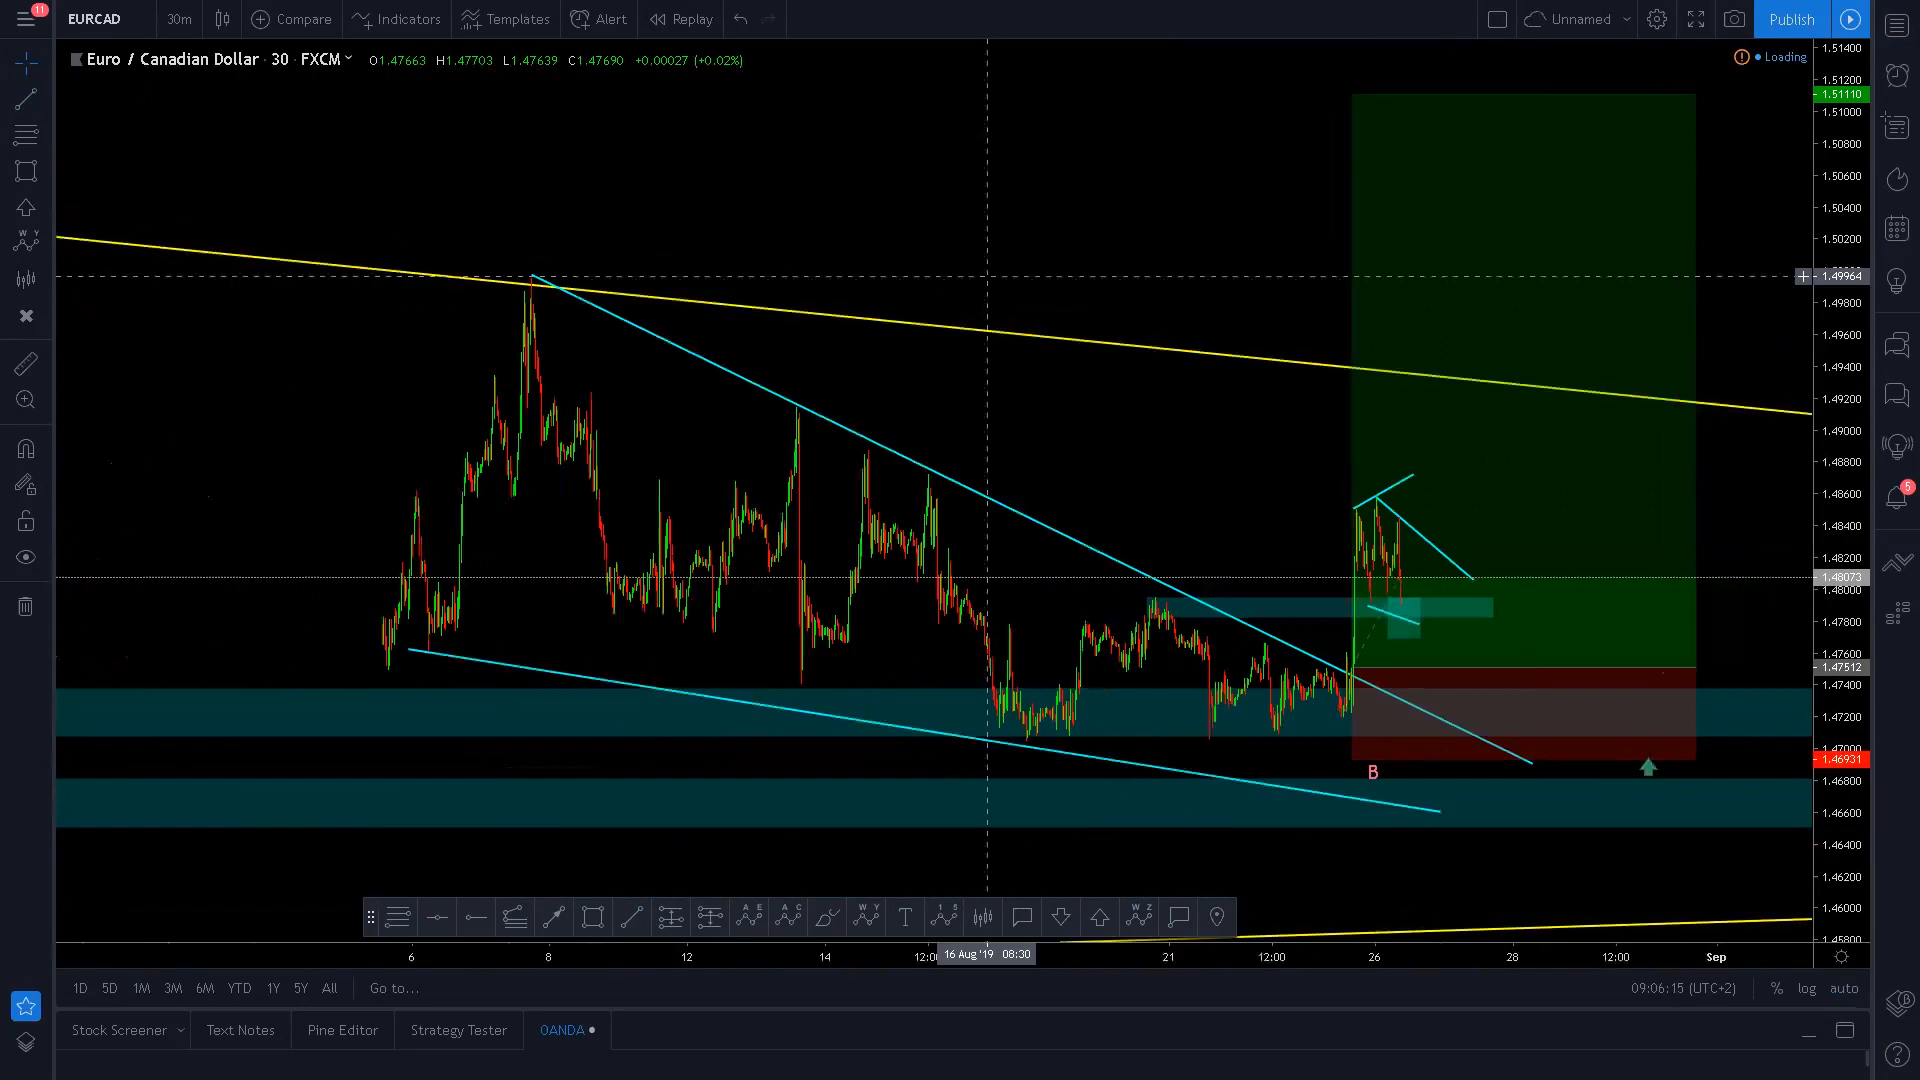 11
EURCAD 30m Compare Indicators Templates Alert Replay Unnamed Publish
Euro / Canadian Dollar · 30 · FXCM O1.47663 H1.47703 L1.47639 C1.47690 +0.00027 (+0.02%)
Loading
1.51400
1.51200
1.51110
1.51000
1.50800
1.50600
1.50400
1.50200
1.49964
1.49800
1.49600
1.49400
1.49200
1.49000
1.48800
1.48600
1.48400
1.48200
1.48073
1.48000
1.47800
1.47600
1.47512
1.47400
1.47200
1.47000
1.46931
1.46800
1.46600
1.46400
1.46200
1.46000
1.45800
B
5
W Y
A E
A C
W Y
T
1 5
W Z
6 8 12 14 12:00 16 Aug '19 08:30 21 12:00 26 28 12:00 Sep
1D 5D 1M 3M 6M YTD 1Y 5Y All Go to... 09:06:15 (UTC+2) % log auto
Stock Screener Text Notes Pine Editor Strategy Tester OANDA